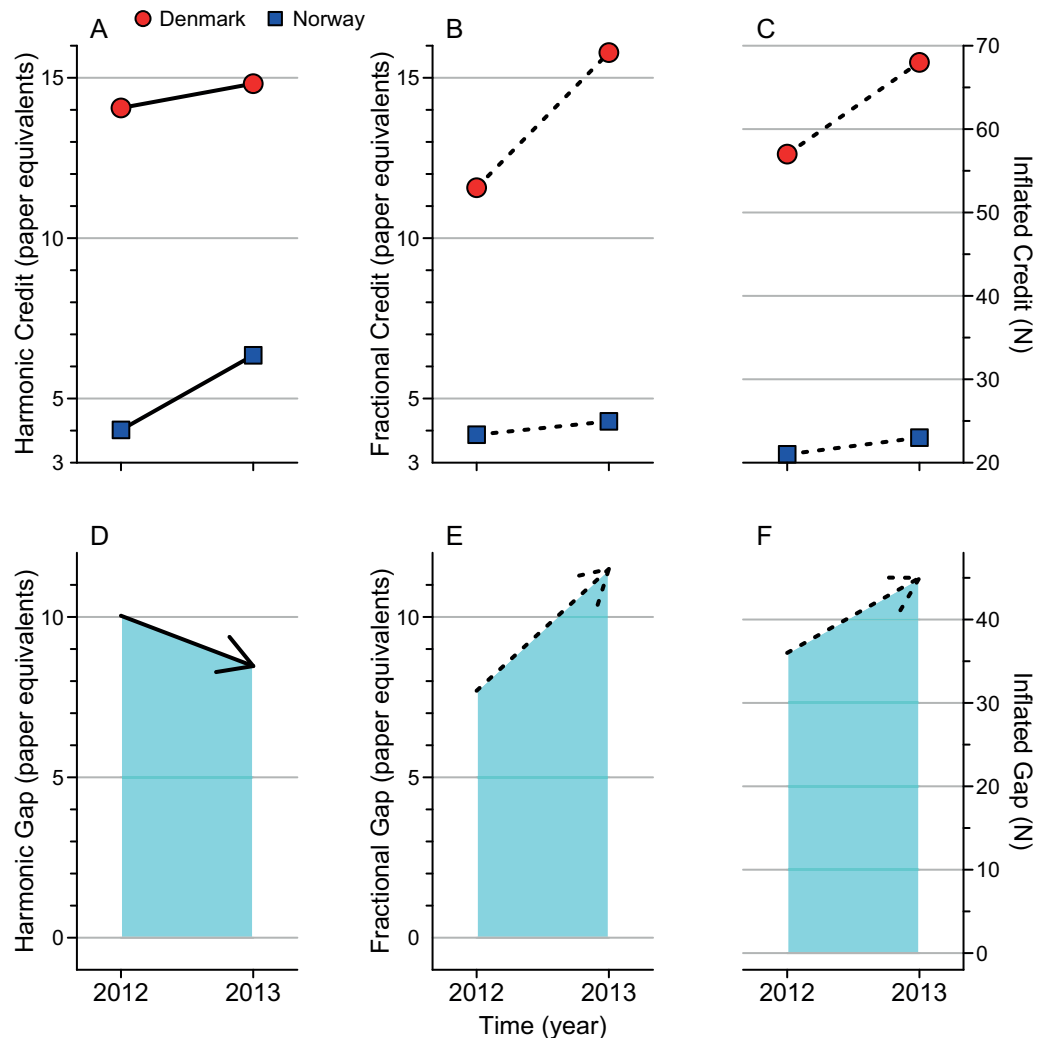 A
Denmark
Norway
B
C
Harmonic Credit (paper equivalents)
15
10
5
3
Fractional Credit (paper equivalents)
15
10
5
3
70
60
50
40
30
20
Inflated Credit (N)
D
E
F
Harmonic Gap (paper equivalents)
10
5
0
Fractional Gap (paper equivalents)
10
5
0
40
30
20
10
0
Inflated Gap (N)
2012 2013
2012 2013
2012 2013
Time (year)